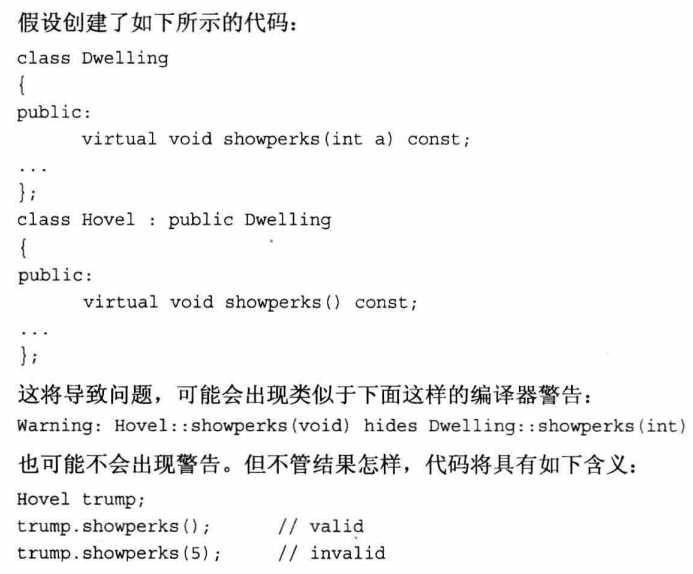 假设创建了如下所示的代码：
class Dwelling
{
public:
      virtual void showperks(int a) const;
...
};
class Hovel : public Dwelling
{
public:
      virtual void showperks() const;
...
};
这将导致问题，可能会出现类似于下面这样的编译器警告：
Warning: Hovel::showperks(void) hides Dwelling::showperks(int)
也可能不会出现警告。但不管结果怎样，代码将具有如下含义：
Hovel trump;
trump.showperks();      // valid
trump.showperks(5);     // invalid